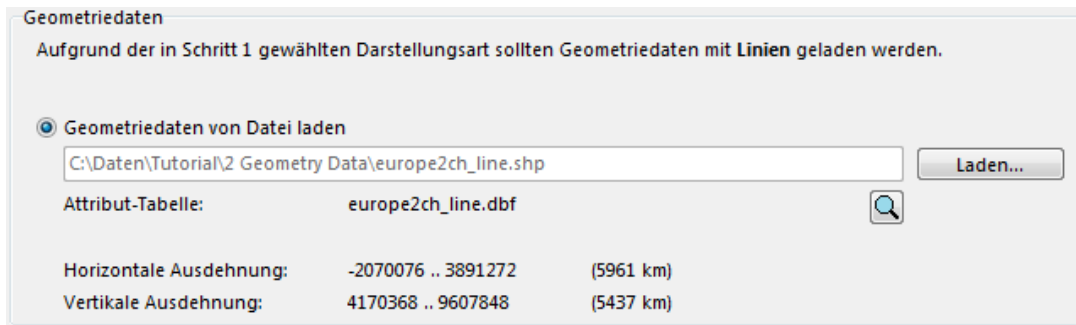 Geometriedaten
Aufgrund der in Schritt 1 gewählten Darstellungsart sollten Geometriedaten mit Linien geladen werden.
Geometriedaten von Datei laden
C:\Daten\Tutorial\2 Geometry Data\europe2ch_line.shp Laden...
Attribut-Tabelle: europe2ch_line.dbf
Horizontale Ausdehnung: -2070076 .. 3891272 (5961 km)
Vertikale Ausdehnung: 4170368 .. 9607848 (5437 km)